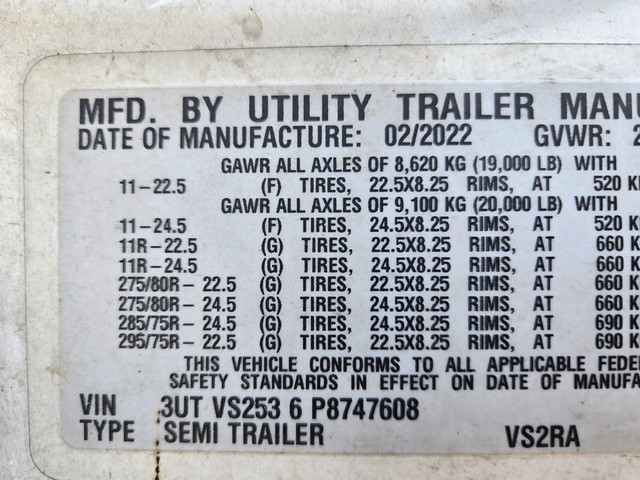 MFD. BY UTILITY TRAILER
DATE OF MANUFACTURE: 02/2022 GVWR:
GAWR ALL AXLES OF 8,620 KG (19,000 LB) WITH
11-22.5 (F) TIRES, 22.5X8.25 RIMS, AT 520
GAWR ALL AXLES OF 9,100 KG (20,000 LB) WITH
11-24.5 (F) TIRES, 24.5X8.25 RIMS, AT 520
11R-22.5 (G) TIRES, 22.5X8.25 RIMS, AT 660
11R-24.5 (G) TIRES, 24.5X8.25 RIMS, AT 660
275/80R-22.5 (G) TIRES, 22.5X8.25 RIMS, AT 660
275/80R-24.5 (G) TIRES, 24.5X8.25 RIMS, AT 660
285/75R-24.5 (G) TIRES, 24.5X8.25 RIMS, AT 690
295/75R-22.5 (G) TIRES, 22.5X8.25 RIMS, AT 690
THIS VEHICLE CONFORMS TO ALL APPLICABLE
SAFETY STANDARDS IN EFFECT ON DATE OF
VIN 3UT VS253 6 P8747608
TYPE SEMI TRAILER VS2RA